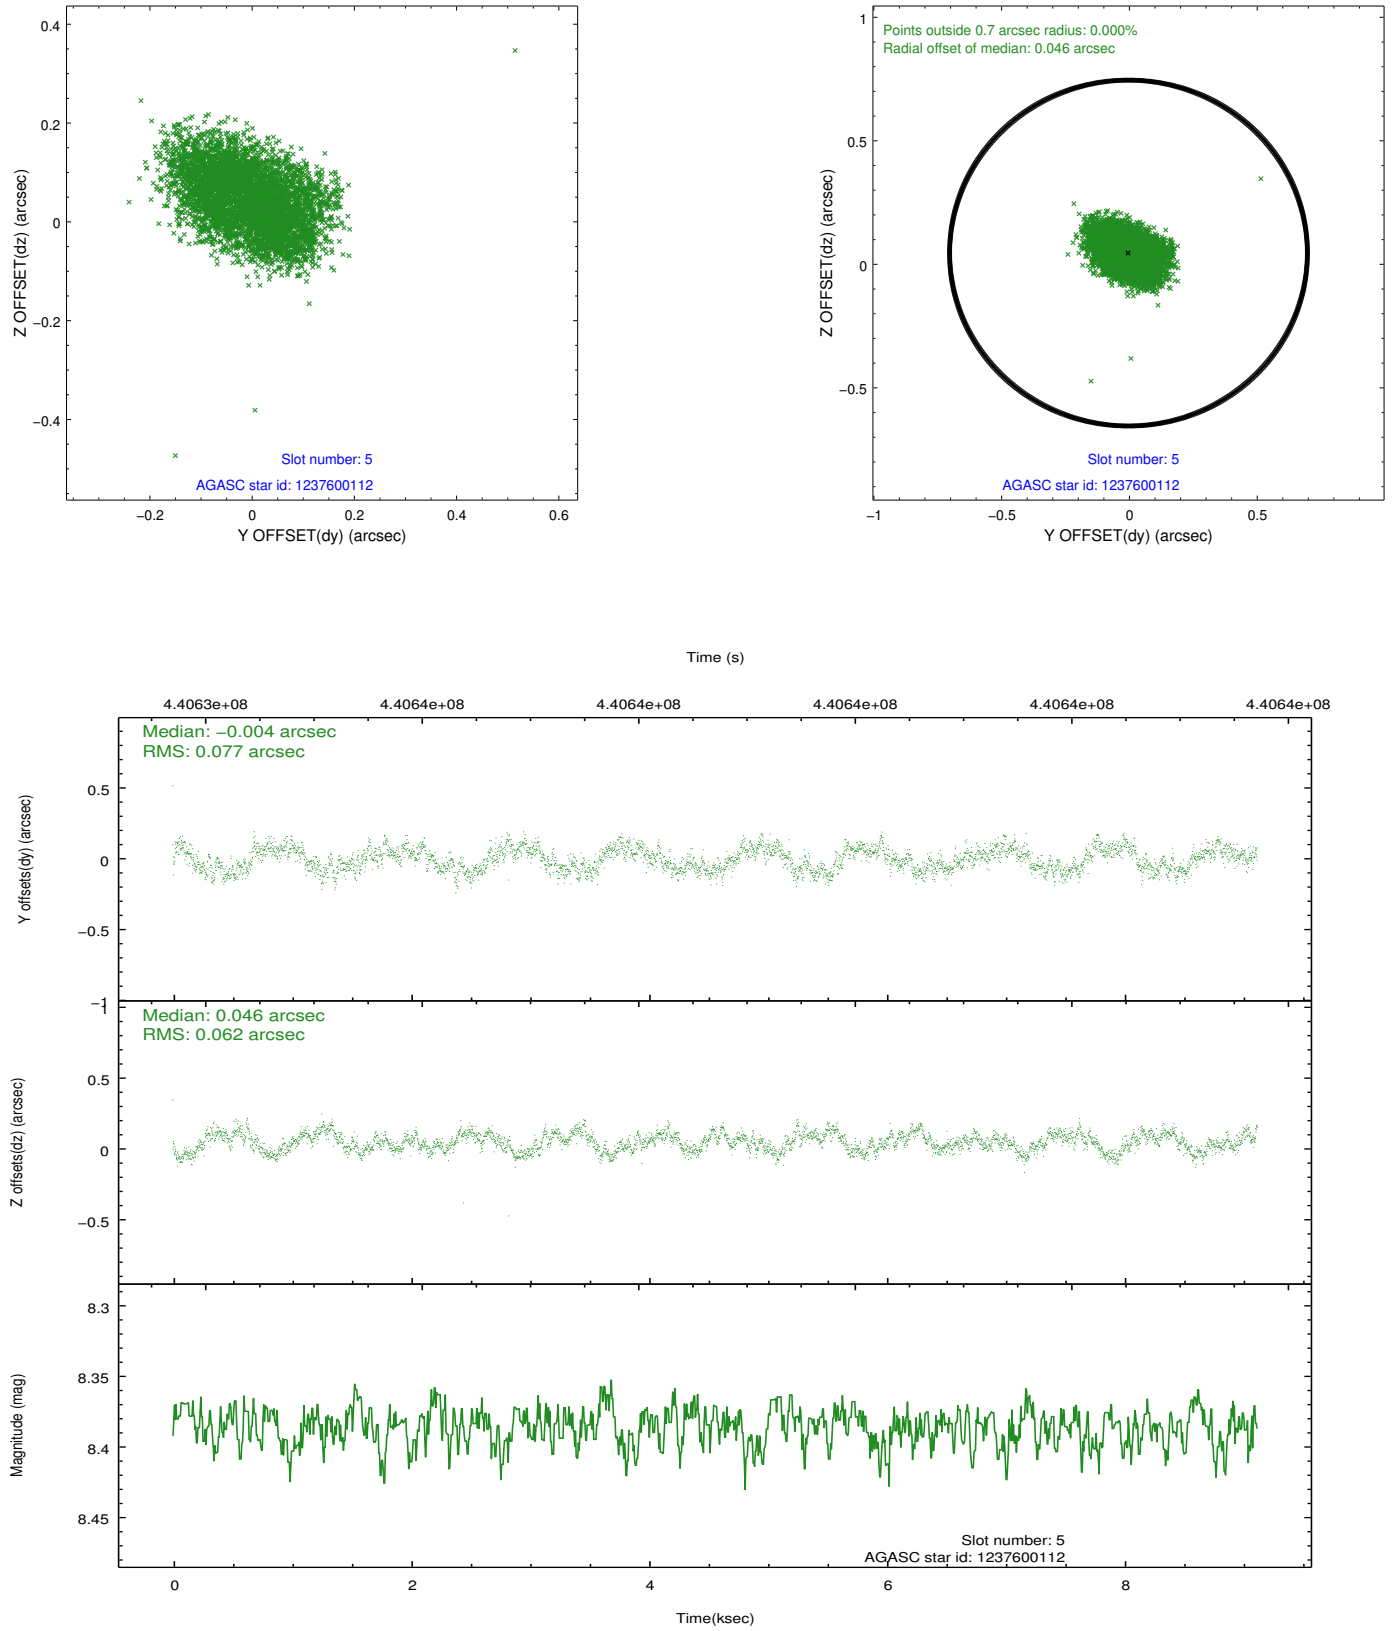 0.4
0.2
0
−0.2
−0.4
Z OFFSET(dz) (arcsec)
Slot number: 5
AGASC star id: 1237600112
−0.2 0 0.2 0.4 0.6
Y OFFSET(dy) (arcsec)
Points outside 0.7 arcsec radius: 0.000%
Radial offset of median: 0.046 arcsec
1
0.5
0
−0.5
Z OFFSET(dz) (arcsec)
Slot number: 5
AGASC star id: 1237600112
−1 −0.5 0 0.5
Y OFFSET(dy) (arcsec)
Time (s)
4.4063e+08 4.4064e+08 4.4064e+08 4.4064e+08 4.4064e+08 4.4064e+08
Median: −0.004 arcsec
RMS: 0.077 arcsec
0.5
0
−0.5
−1
Y offsets(dy) (arcsec)
Median: 0.046 arcsec
RMS: 0.062 arcsec
1
0.5
0
−0.5
Z offsets(dz) (arcsec)
8.3
8.35
8.4
8.45
Magnitude (mag)
Slot number: 5
AGASC star id: 1237600112
0 2 4 6 8
Time(ksec)